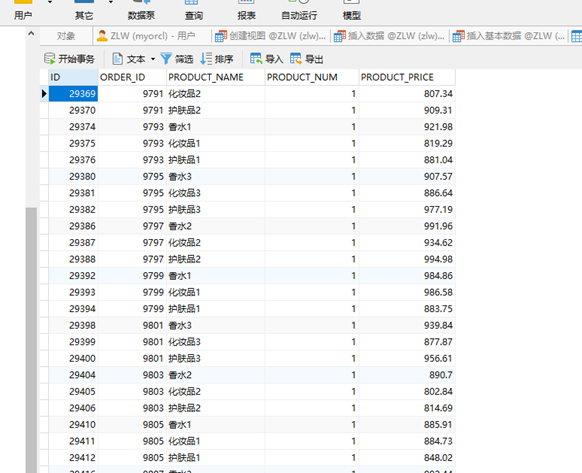 用户 其它 数据泵 查询 报表 自动运行 模型
对象 ZLW (myorcl) - 用户 创建视图 @ZLW (zlw)... 插入数据 @ZLW (zlw)... 插入基本数据 @ZLW (...
开始事务 文本 筛选 排序 导入 导出
ID ORDER_ID PRODUCT_NAME PRODUCT_NUM PRODUCT_PRICE
29369 9791 化妆品2 1 807.34
29370 9791 护肤品2 1 909.31
29374 9793 香水1 1 921.98
29375 9793 化妆品1 1 819.29
29376 9793 护肤品1 1 881.04
29380 9795 香水3 1 907.57
29381 9795 化妆品3 1 886.64
29382 9795 护肤品3 1 977.19
29386 9797 香水2 1 991.96
29387 9797 化妆品2 1 934.62
29388 9797 护肤品2 1 994.98
29392 9799 香水1 1 984.86
29393 9799 化妆品1 1 986.58
29394 9799 护肤品1 1 883.75
29398 9801 香水3 1 939.84
29399 9801 化妆品3 1 877.87
29400 9801 护肤品3 1 956.61
29404 9803 香水2 1 890.7
29405 9803 化妆品2 1 802.84
29406 9803 护肤品2 1 814.69
29410 9805 香水1 1 885.91
29411 9805 化妆品1 1 884.73
29412 9805 护肤品1 1 848.02